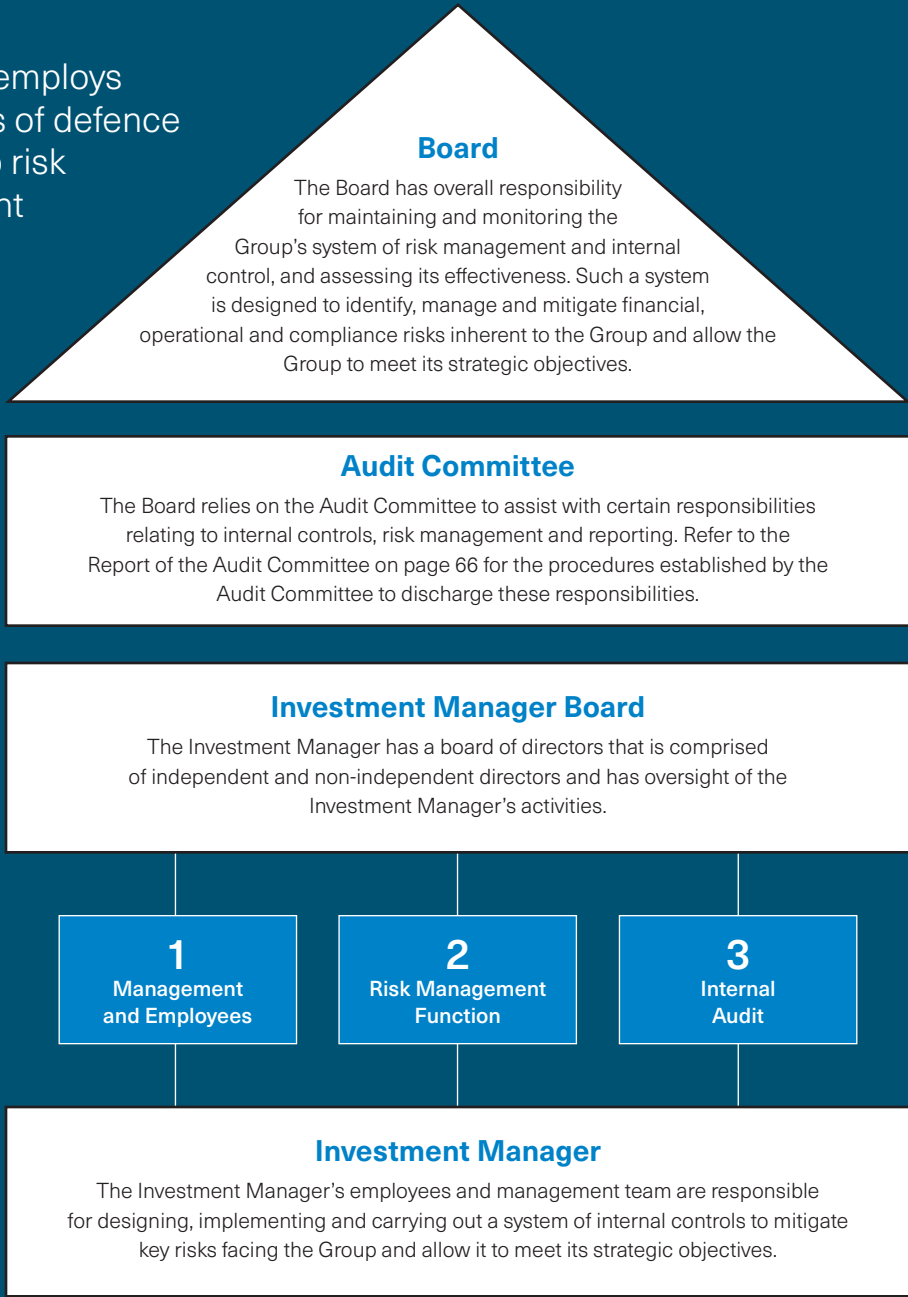 employs
of defence
risk
Board
The Board has overall responsibility
for maintaining and monitoring the
Group's system of risk management and internal
control, and assessing its effectiveness. Such a system
is designed to identify, manage and mitigate financial,
operational and compliance risks inherent to the Group and allow the
Group to meet its strategic objectives.
Audit Committee
The Board relies on the Audit Committee to assist with certain responsibilities
relating to internal controls, risk management and reporting. Refer to the
Report of the Audit Committee on page 66 for the procedures established by the
Audit Committee to discharge these responsibilities.
Investment Manager Board
The Investment Manager has a board of directors that is comprised
of independent and non-independent directors and has oversight of the
Investment Manager's activities.
1
Management
and Employees
2
Risk Management
Function
3
Internal
Audit
Investment Manager
The Investment Manager's employees and management team are responsible
for designing, implementing and carrying out a system of internal controls to mitigate
key risks facing the Group and allow it to meet its strategic objectives.